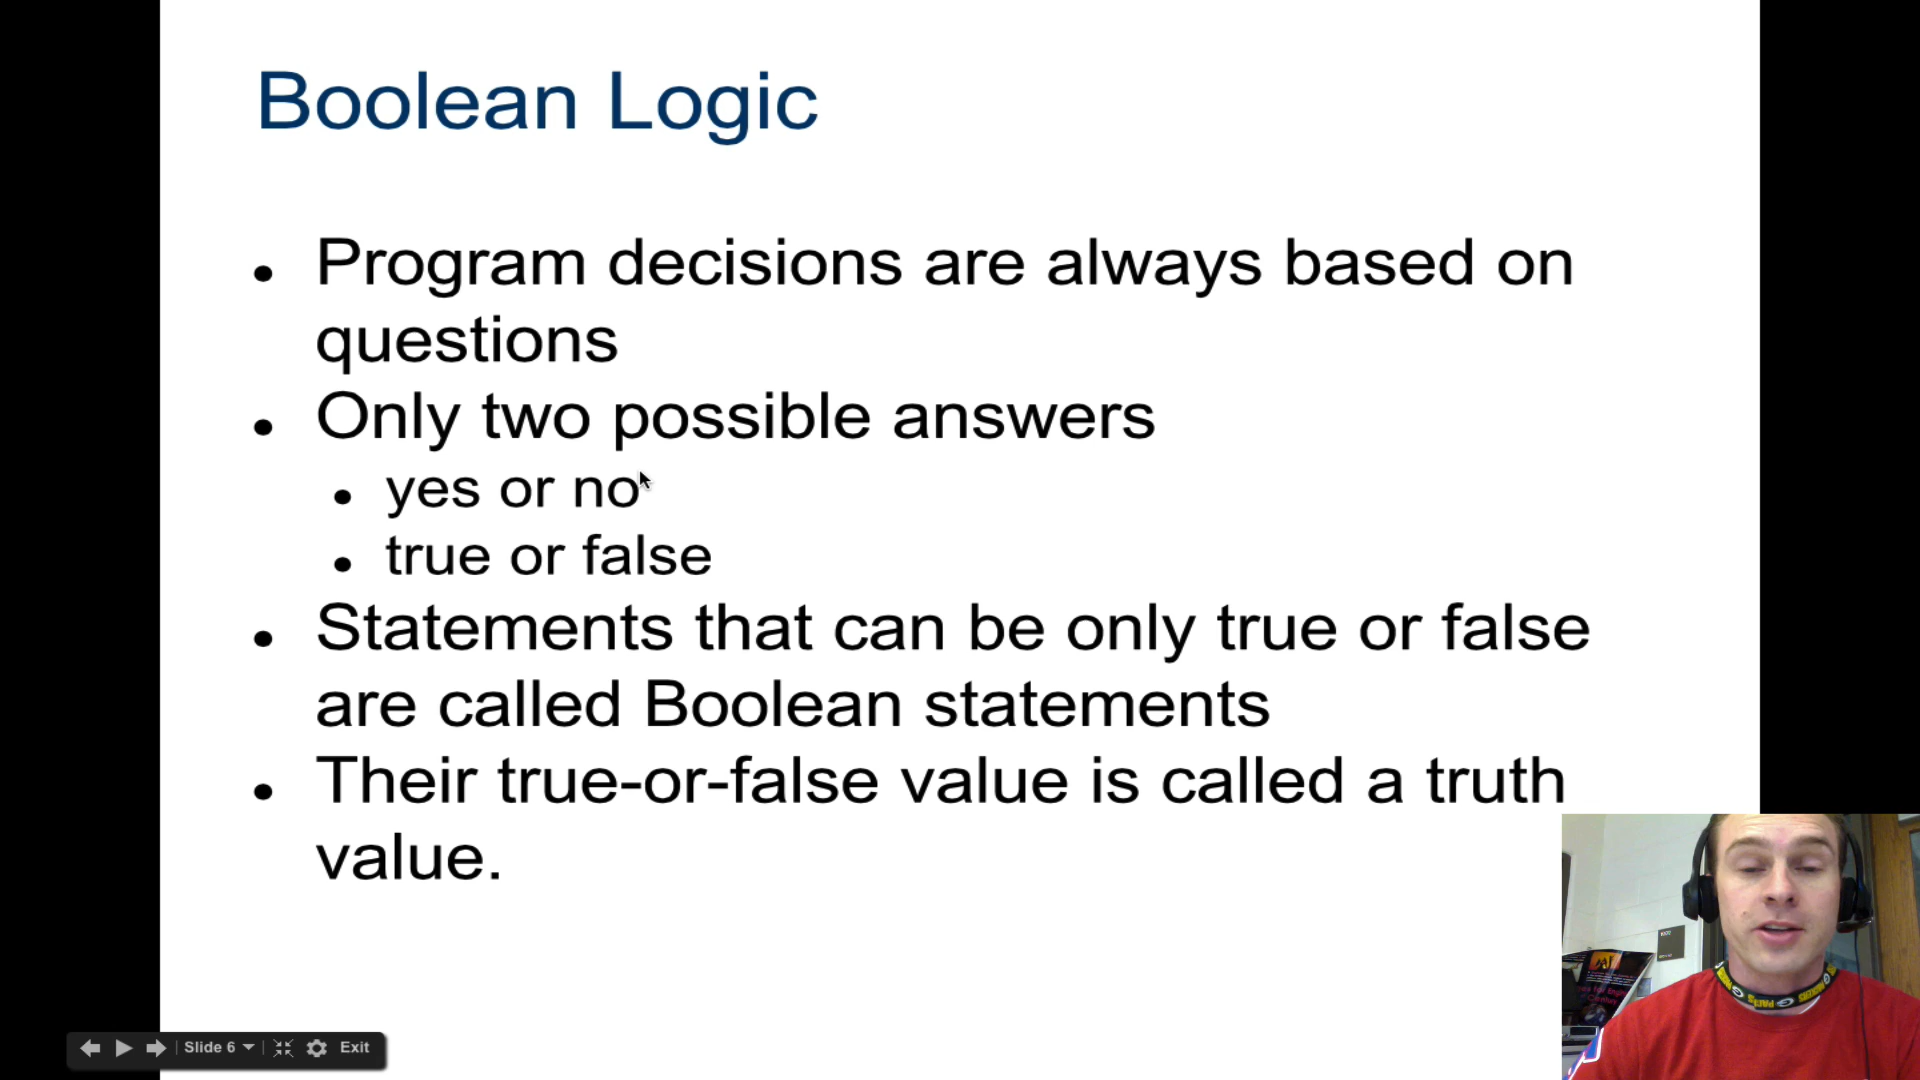 Boolean Logic
Program decisions are always based on
questions
Only two possible answers
yes or no
true or false
Statements that can be only true or false
are called Boolean statements
Their true-or-false value is called a truth
value.
Slide 6
Exit